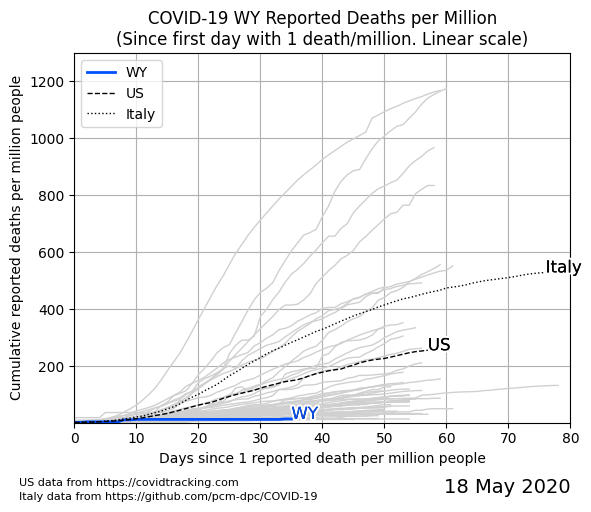 COVID-19 WY Reported Deaths per Million
(Since first day with 1 death/million. Linear scale)
Cumulative reported deaths per million people
1200
1000
800
600
400
200
WY
US
Italy
Italy
US
WY
0 10 20 30 40 50 60 70 80
Days since 1 reported death per million people
US data from https://covidtracking.com
Italy data from https://github.com/pcm-dpc/COVID-19
18 May 2020